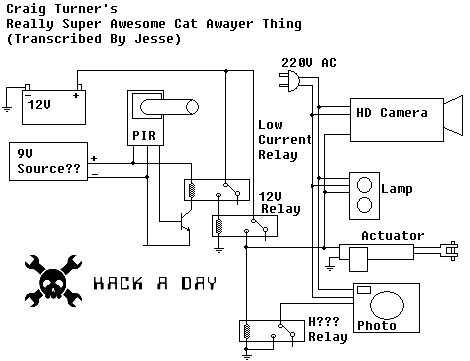 Craig Turner's
Really Super Awesome Cat Awayer Thing
(Transcribed By Jesse)
220V AC
- +
12V
HD Camera
PIR
Low
Current
Relay
9V
Source??
+
-
12V
Relay
Lamp
Actuator
HACK A DAY
H???
Relay
Photo